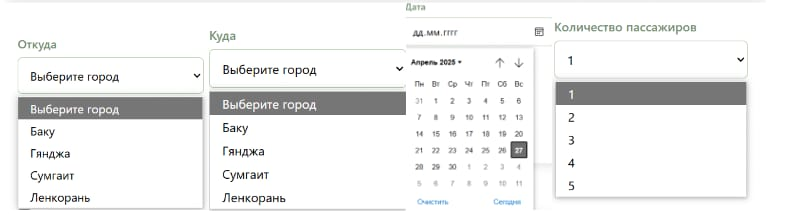 Откуда
Выберите город
Выберите город
Баку
Гянджа
Сумгаит
Ленкорань
Куда
Выберите город
Выберите город
Баку
Гянджа
Сумгаит
Ленкорань
Дата
дд.мм.гггг
Апрель 2025
Пн Вт Ср Чт Пт Сб Вс
31 1 2 3 4 5 6
7 8 9 10 11 12 13
14 15 16 17 18 19 20
21 22 23 24 25 26 27
28 29 30 1 2 3 4
5 6 7 8 9 10 11
Очистить Сегодня
Количество пассажиров
1
1
2
3
4
5